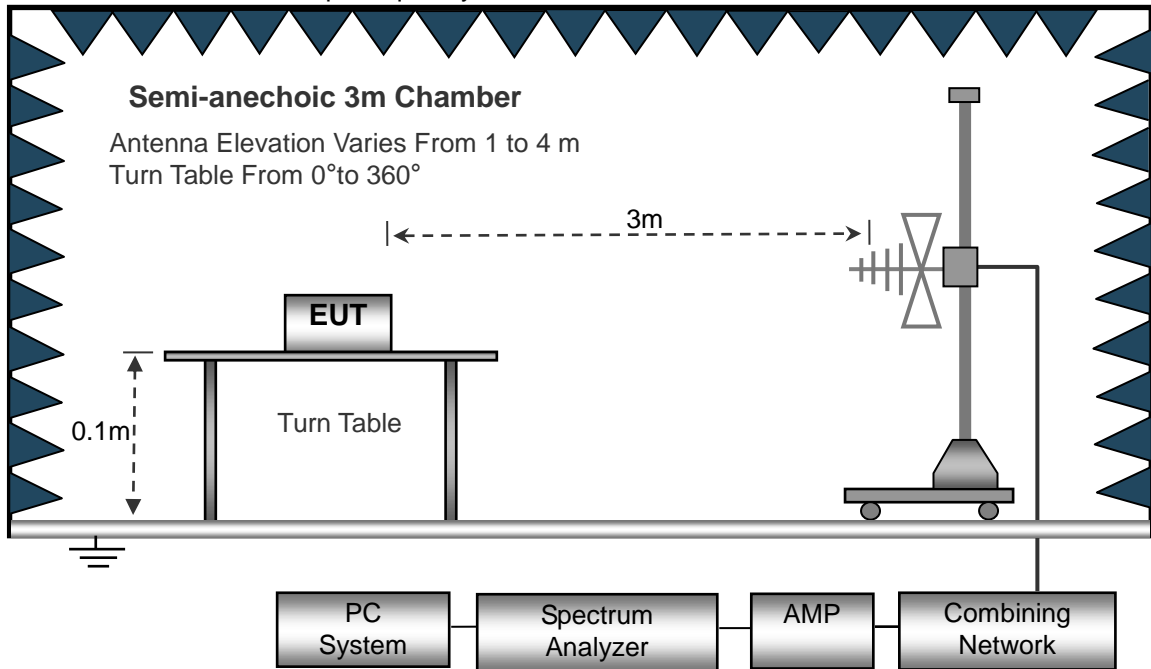 Semi-anechoic 3m Chamber
Antenna Elevation Varies From 1 to 4 m
Turn Table From 0°to 360°
3m
EUT
0.1m
Turn Table
PC
System
Spectrum
Analyzer
AMP
Combining
Network